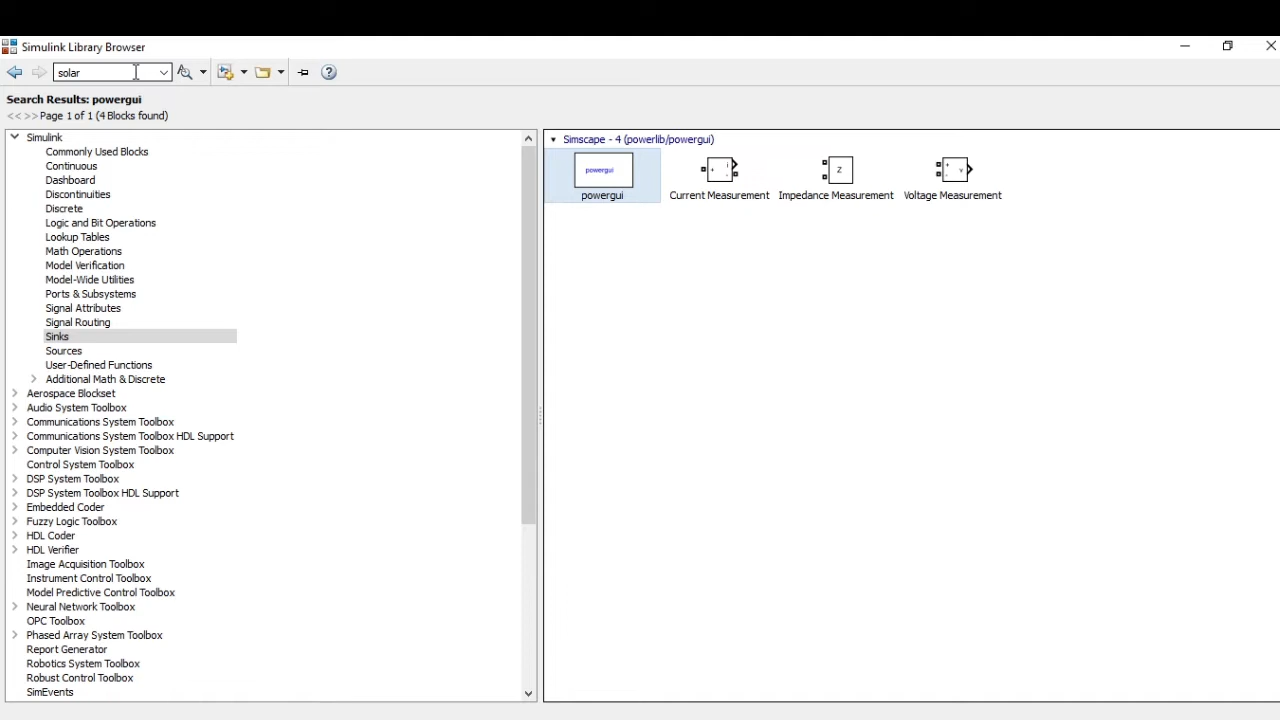 Simulink Library Browser
solar
Search Results: powergui
<< >> Page 1 of 1 (4 Blocks found)
Simulink
Commonly Used Blocks
Continuous
Dashboard
Discontinuities
Discrete
Logic and Bit Operations
Lookup Tables
Math Operations
Model Verification
Model-Wide Utilities
Ports & Subsystems
Signal Attributes
Signal Routing
Sinks
Sources
User-Defined Functions
Additional Math & Discrete
Aerospace Blockset
Audio System Toolbox
Communications System Toolbox
Communications System Toolbox HDL Support
Computer Vision System Toolbox
Control System Toolbox
DSP System Toolbox
DSP System Toolbox HDL Support
Embedded Coder
Fuzzy Logic Toolbox
HDL Coder
HDL Verifier
Image Acquisition Toolbox
Instrument Control Toolbox
Model Predictive Control Toolbox
Neural Network Toolbox
OPC Toolbox
Phased Array System Toolbox
Report Generator
Robotics System Toolbox
Robust Control Toolbox
SimEvents
Simscape - 4 (powerlib/powergui)
powergui
+ i -
Z
+ v -
powergui
Current Measurement
Impedance Measurement
Voltage Measurement